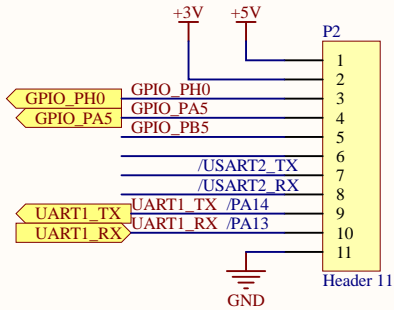 +3V +5V
P2
1
2
GPIO_PH0 GPIO_PH0 3
GPIO_PA5 GPIO_PA5 4
GPIO_PB5 5
6
/USART2_TX 7
/USART2_RX 8
UART1_TX UART1_TX /PA14 9
UART1_RX UART1_RX /PA13 10
11
Header 11
GND